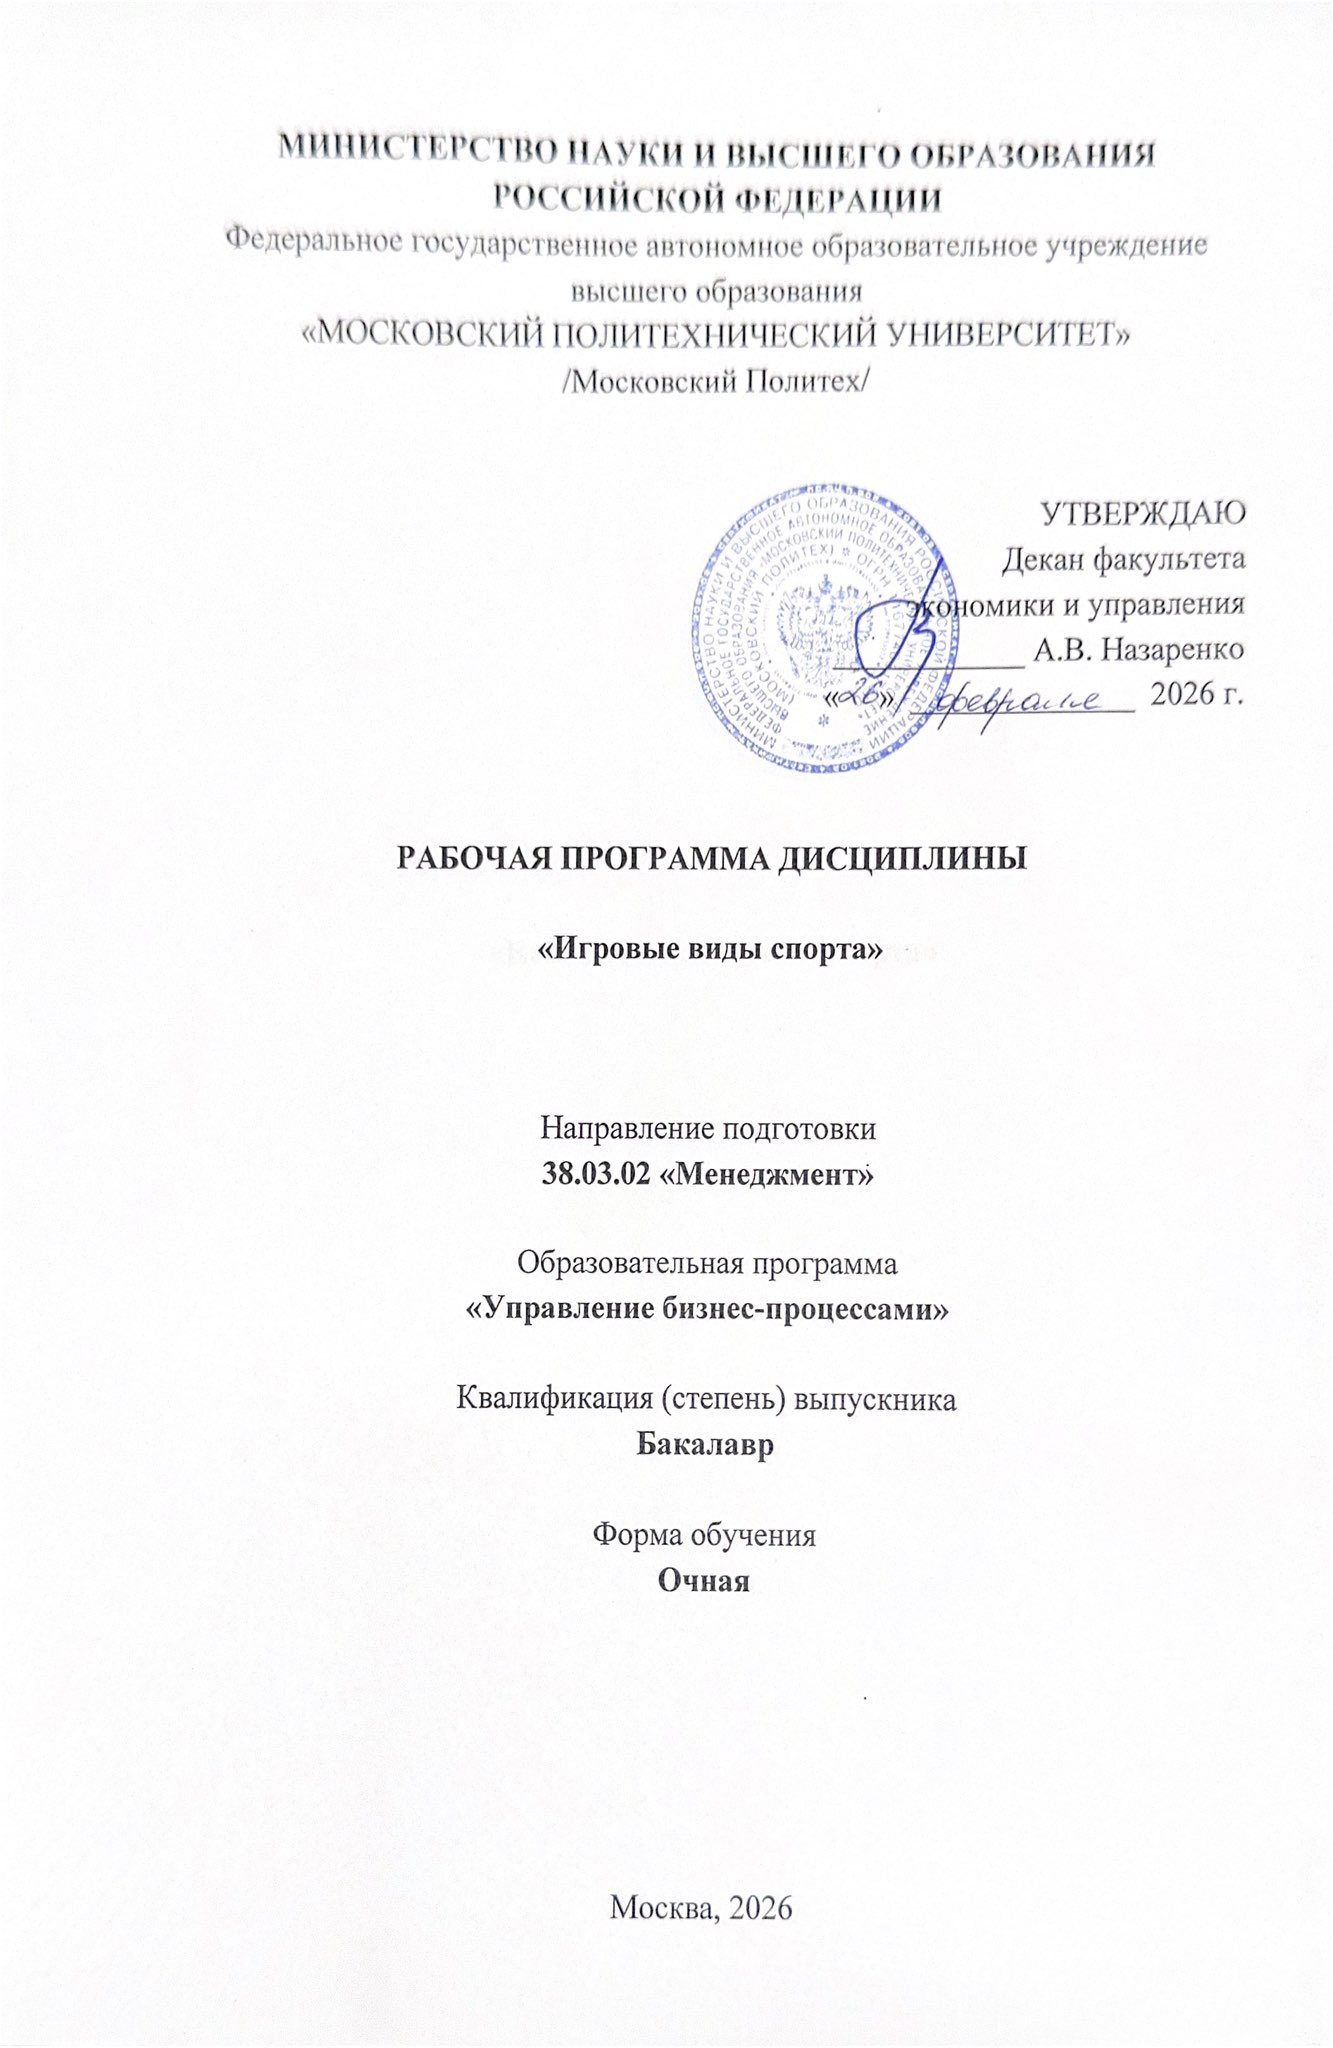 МИНИСТЕРСТВО НАУКИ И ВЫСШЕГО ОБРАЗОВАНИЯ
РОССИЙСКОЙ ФЕДЕРАЦИИ
Федеральное государственное автономное образовательное учреждение
высшего образования
«МОСКОВСКИЙ ПОЛИТЕХНИЧЕСКИЙ УНИВЕРСИТЕТ»
/Московский Политех/
УТВЕРЖДАЮ
Декан факультета
экономики и управления
А.В. Назаренко
«26» февраля 2026 г.
РАБОЧАЯ ПРОГРАММА ДИСЦИПЛИНЫ
«Игровые виды спорта»
Направление подготовки
38.03.02 «Менеджмент»
Образовательная программа
«Управление бизнес-процессами»
Квалификация (степень) выпускника
Бакалавр
Форма обучения
Очная
Москва, 2026